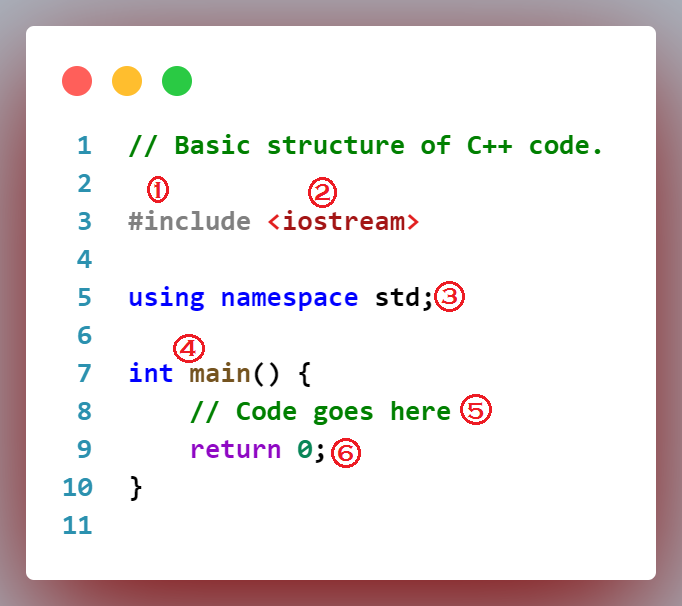 1 // Basic structure of C++ code.
2
① ②
3 #include <iostream>
4
5 using namespace std; ③
6
④
7 int main() {
8     // Code goes here ⑤
9     return 0; ⑥
10 }
11